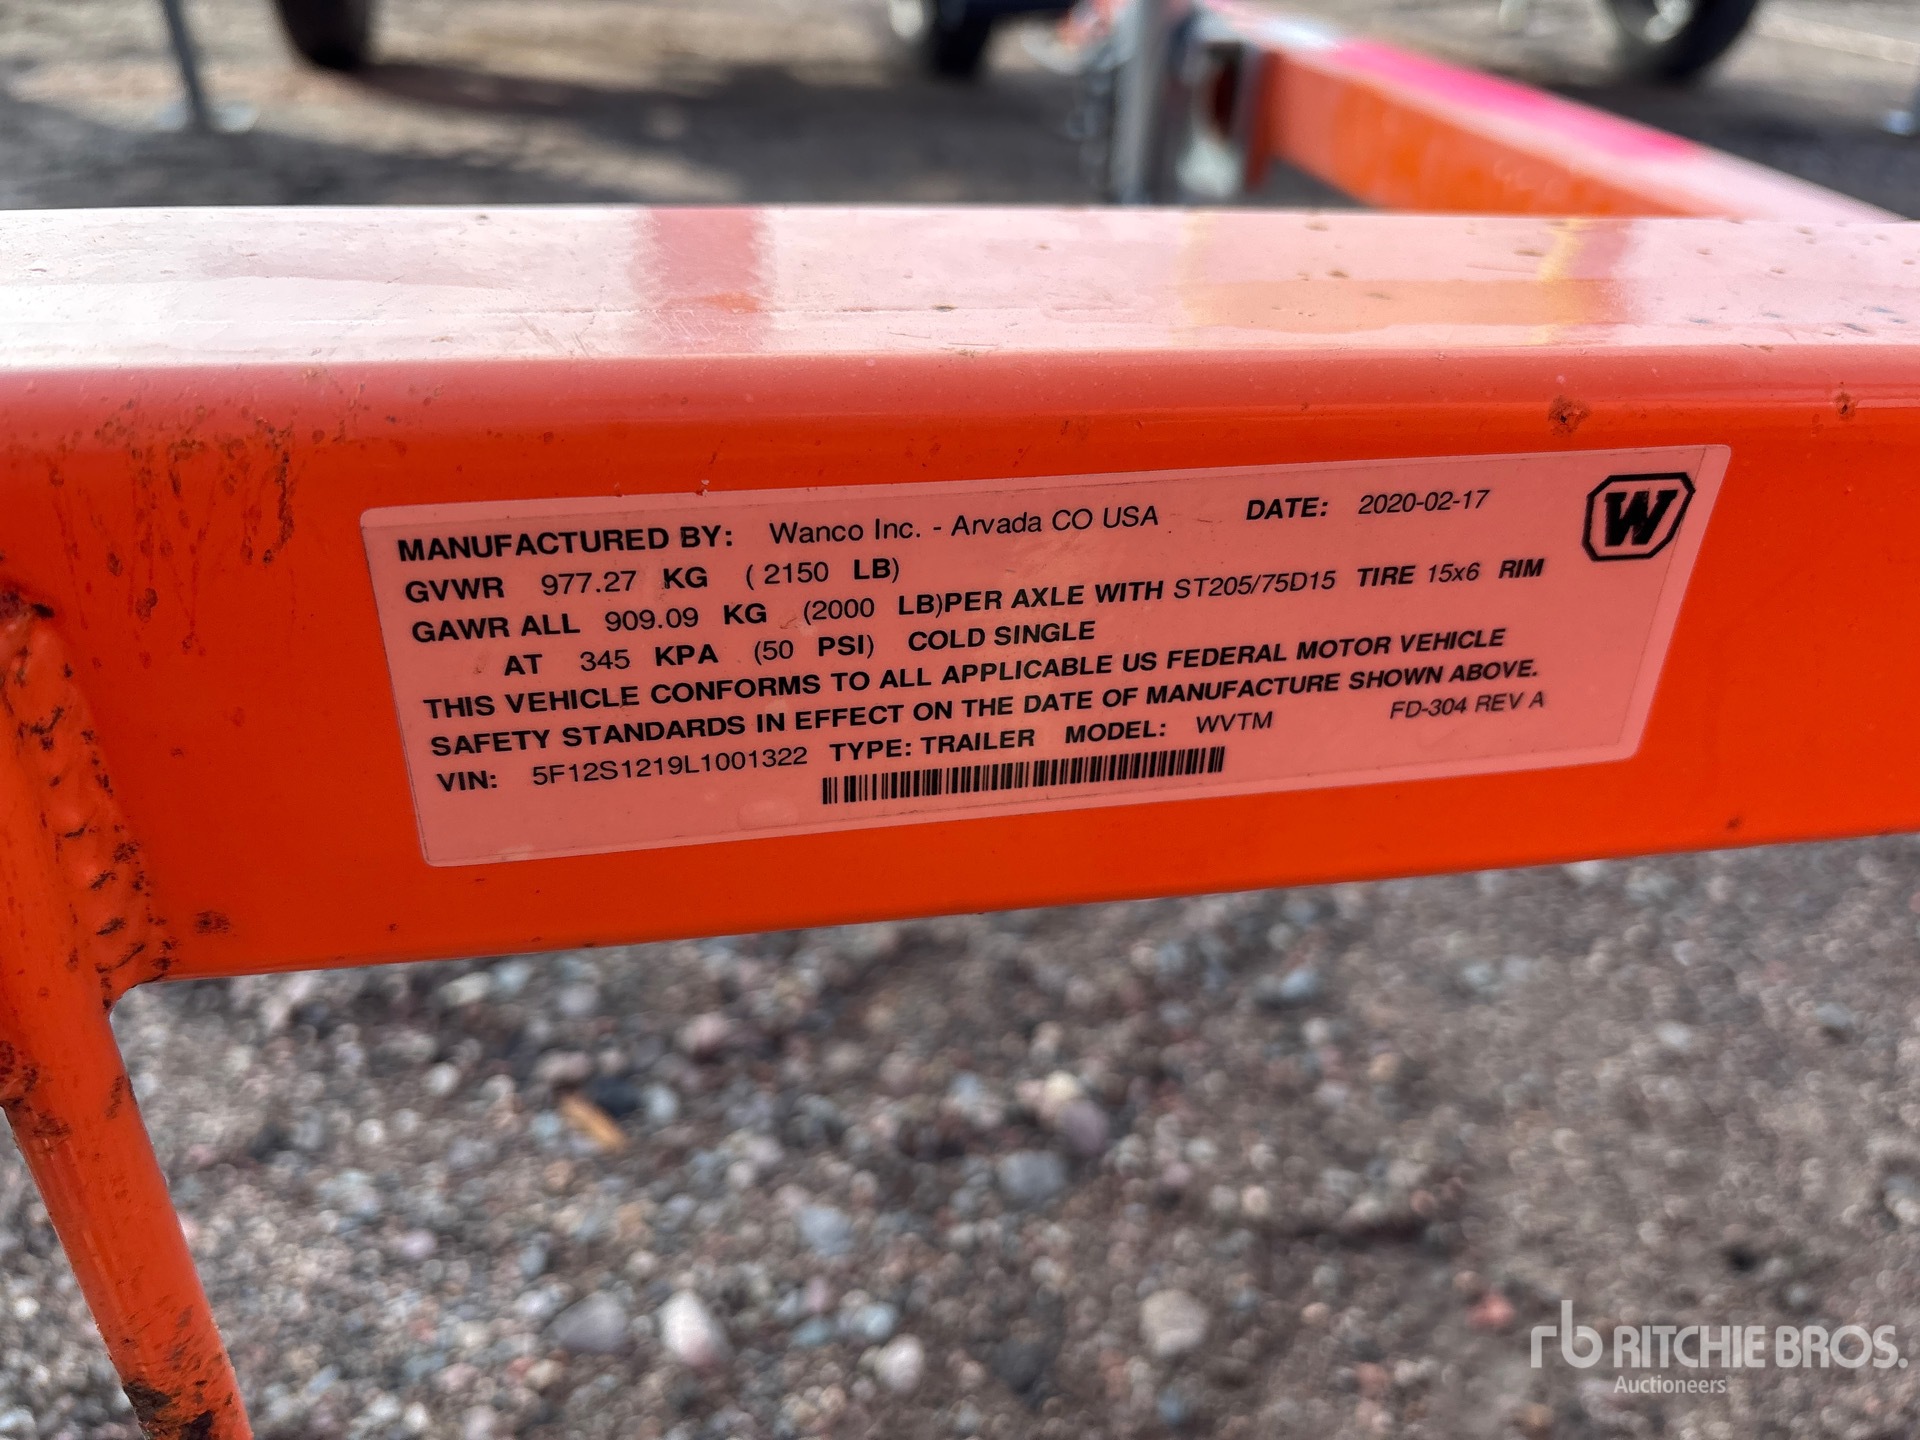 MANUFACTURED BY: Wanco Inc. - Arvada CO USA DATE: 2020-02-17
W
GVWR 977.27 KG ( 2150 LB)
GAWR ALL 909.09 KG (2000 LB)PER AXLE WITH ST205/75D15 TIRE 15x6 RIM
AT 345 KPA (50 PSI) COLD SINGLE
THIS VEHICLE CONFORMS TO ALL APPLICABLE US FEDERAL MOTOR VEHICLE
SAFETY STANDARDS IN EFFECT ON THE DATE OF MANUFACTURE SHOWN ABOVE.
VIN: 5F12S1219L1001322 TYPE: TRAILER MODEL: WVTM FD-304 REV A
rb RITCHIE BROS.
Auctioneers